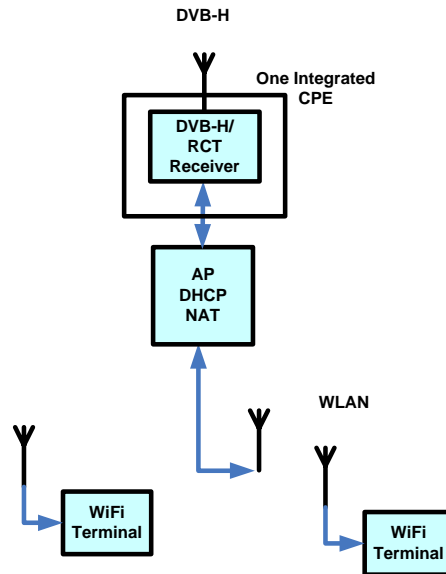 DVB-H
One Integrated
CPE
DVB-H/
RCT
Receiver
AP
DHCP
NAT
WLAN
WiFi
Terminal
WiFi
Terminal